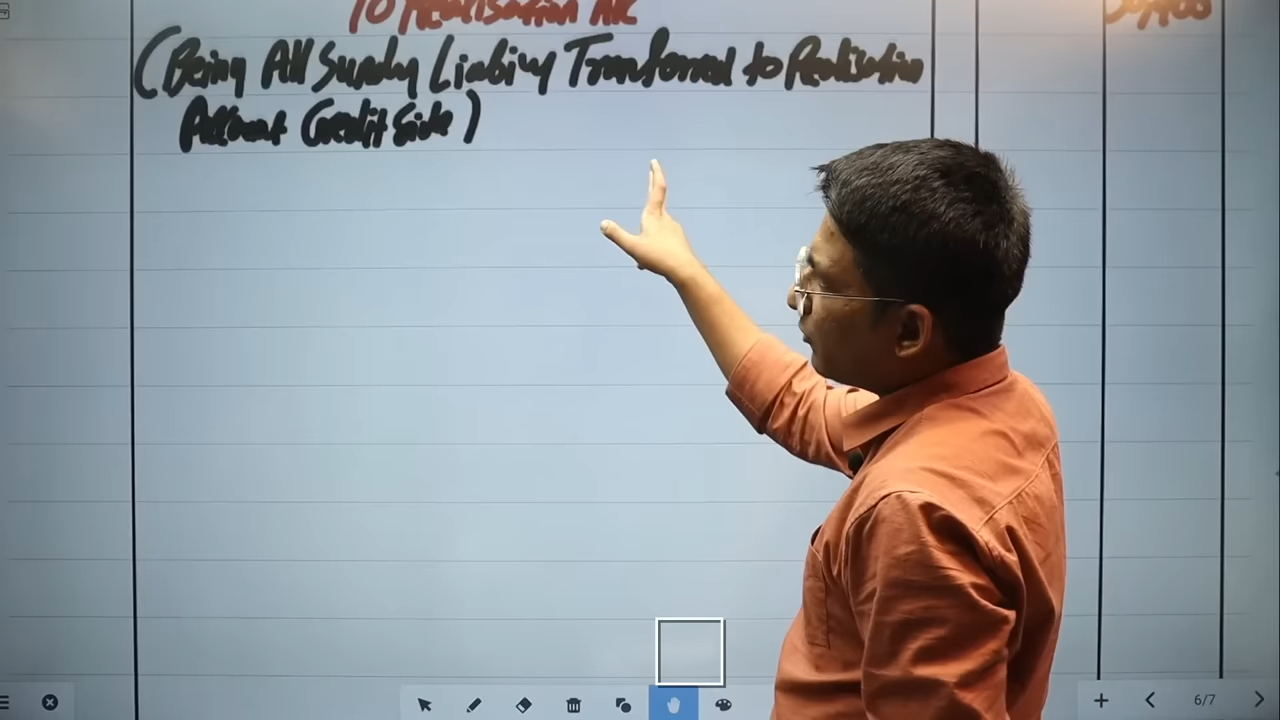 To Realisation A/c
(Being All Sundry Liability Transferred to Realisation
Account Credit Side)
6/7